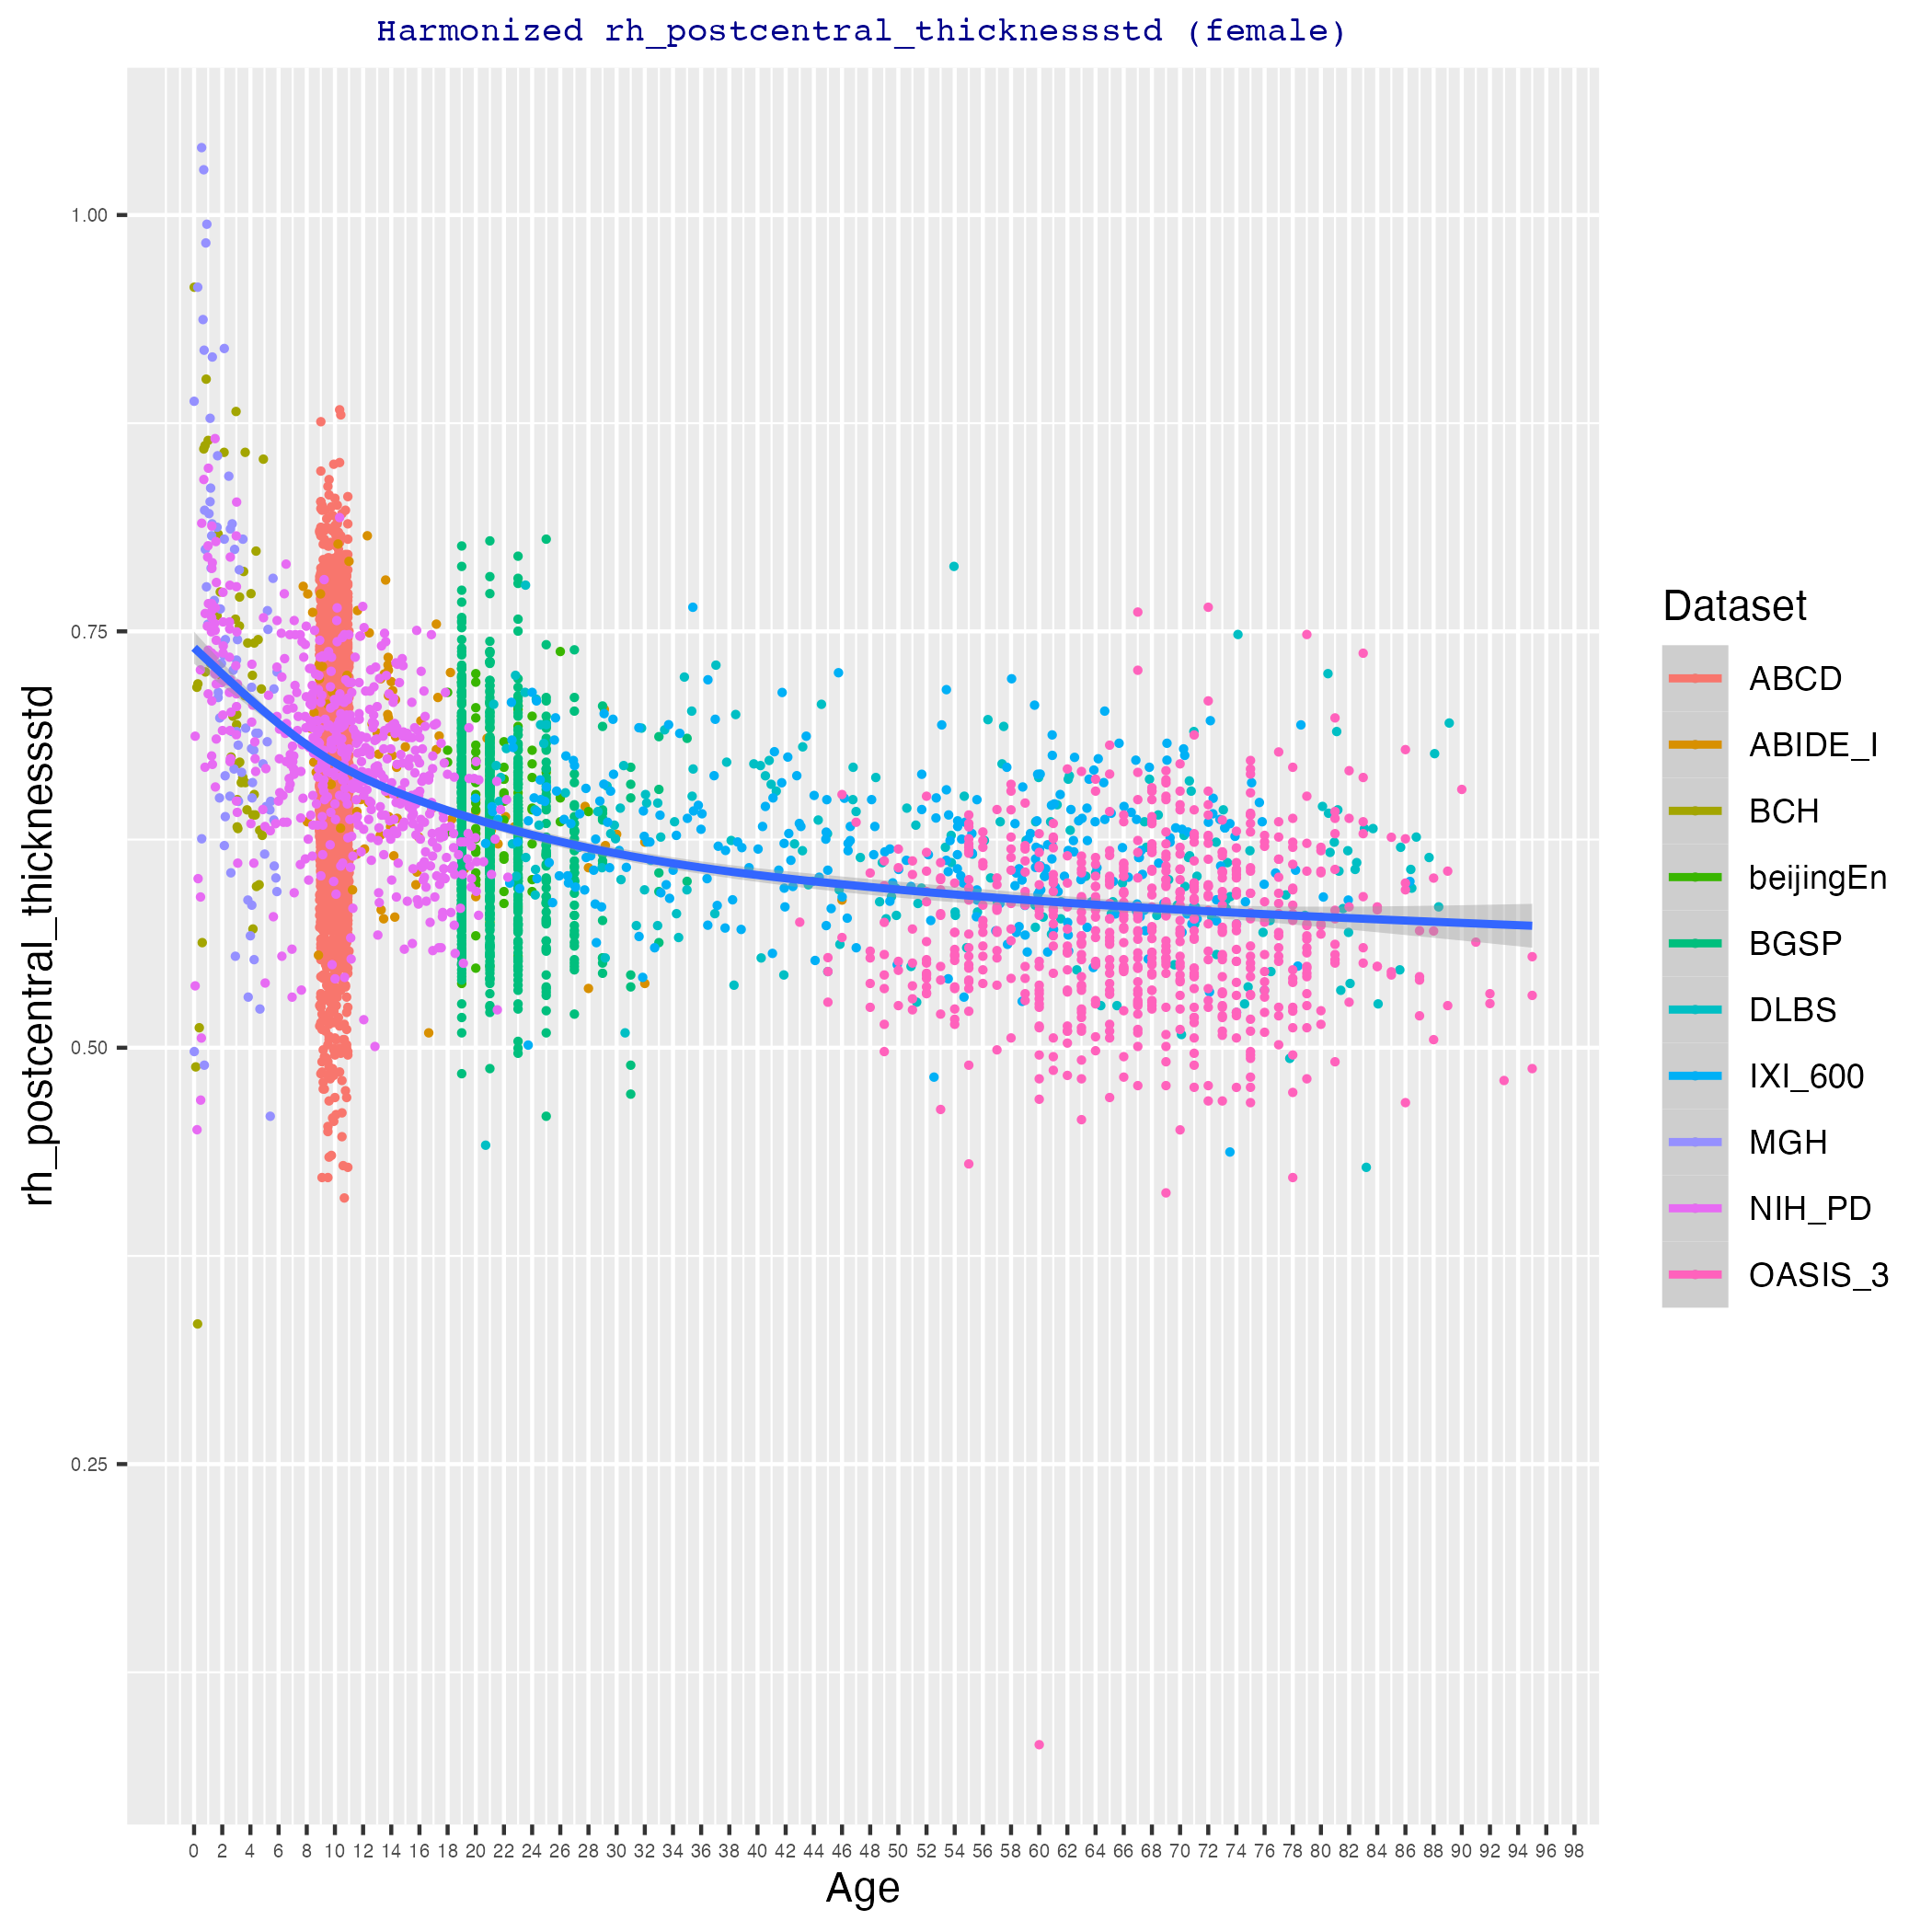 Harmonized rh_postcentral_thicknessstd (female)
rh_postcentral_thicknessstd
1.00
0.75
0.50
0.25
0 2 4 6 8 10 12 14 16 18 20 22 24 26 28 30 32 34 36 38 40 42 44 46 48 50 52 54 56 58 60 62 64 66 68 70 72 74 76 78 80 82 84 86 88 90 92 94 96 98
Age
Dataset
ABCD
ABIDE_I
BCH
beijingEn
BGSP
DLBS
IXI_600
MGH
NIH_PD
OASIS_3